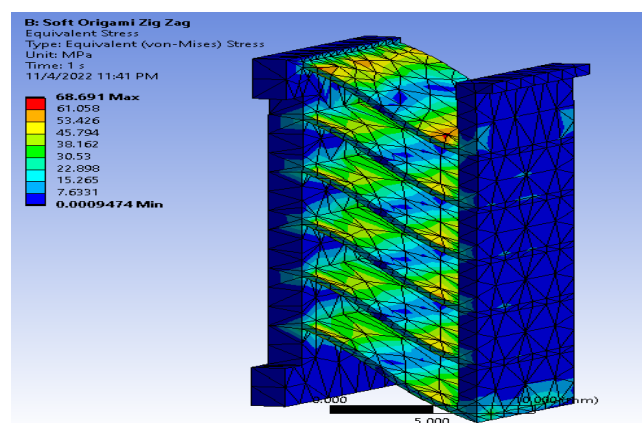 B: Soft Origami Zig Zag
Equivalent Stress
Type: Equivalent (von-Mises) Stress
Unit: MPa
Time: 1 s
11/4/2022 11:41 PM
68.691 Max
61.058
53.426
45.794
38.162
30.53
22.898
15.265
7.6331
0.0009474 Min
(mm)
5.000